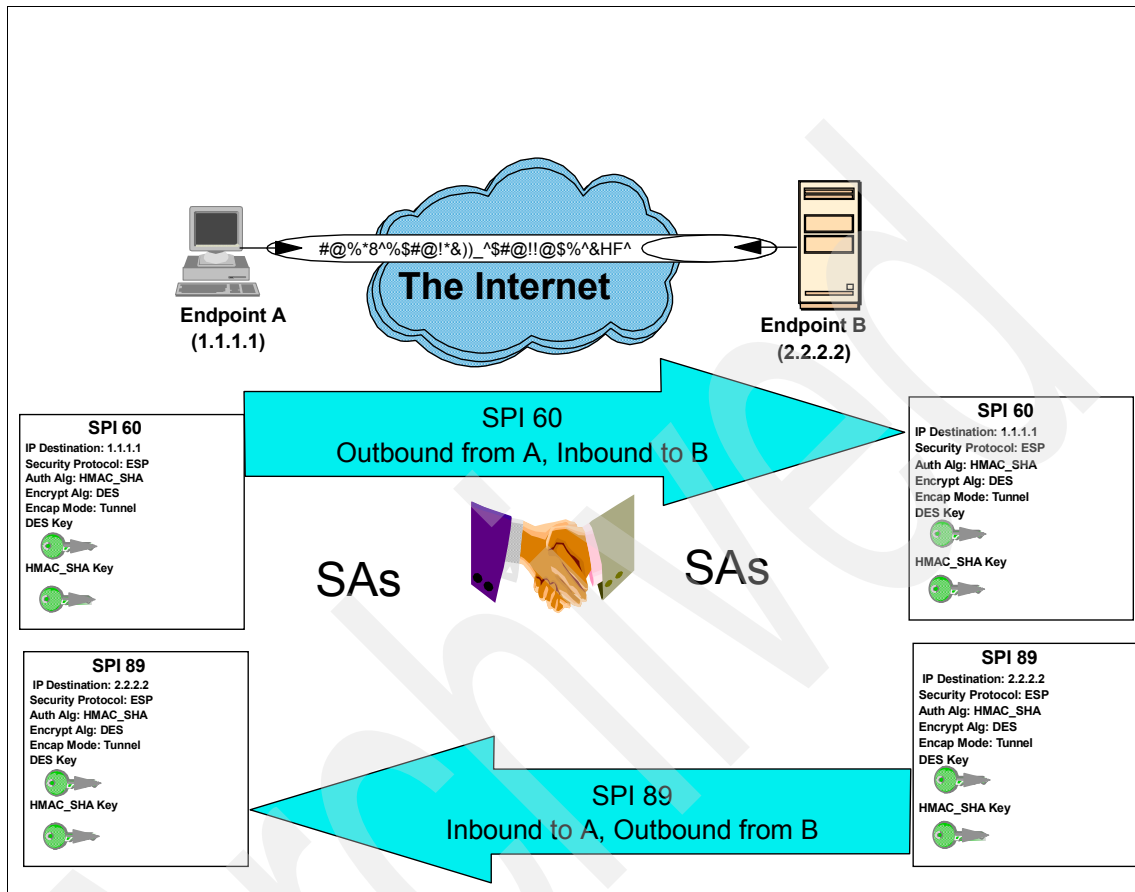 #@%*8^%$#@!*&))_^$#@!!@$%^&HF^
The Internet
Endpoint A
(1.1.1.1)
Endpoint B
(2.2.2.2)
SPI 60
IP Destination: 1.1.1.1
Security Protocol: ESP
Auth Alg: HMAC_SHA
Encrypt Alg: DES
Encap Mode: Tunnel
DES Key
HMAC_SHA Key
SPI 60
Outbound from A, Inbound to B
SPI 60
IP Destination: 1.1.1.1
Security Protocol: ESP
Auth Alg: HMAC_SHA
Encrypt Alg: DES
Encap Mode: Tunnel
DES Key
HMAC_SHA Key
SAs
SAs
SPI 89
IP Destination: 2.2.2.2
Security Protocol: ESP
Auth Alg: HMAC_SHA
Encrypt Alg: DES
Encap Mode: Tunnel
DES Key
HMAC_SHA Key
SPI 89
Inbound to A, Outbound from B
SPI 89
IP Destination: 2.2.2.2
Security Protocol: ESP
Auth Alg: HMAC_SHA
Encrypt Alg: DES
Encap Mode: Tunnel
DES Key
HMAC_SHA Key
rchived